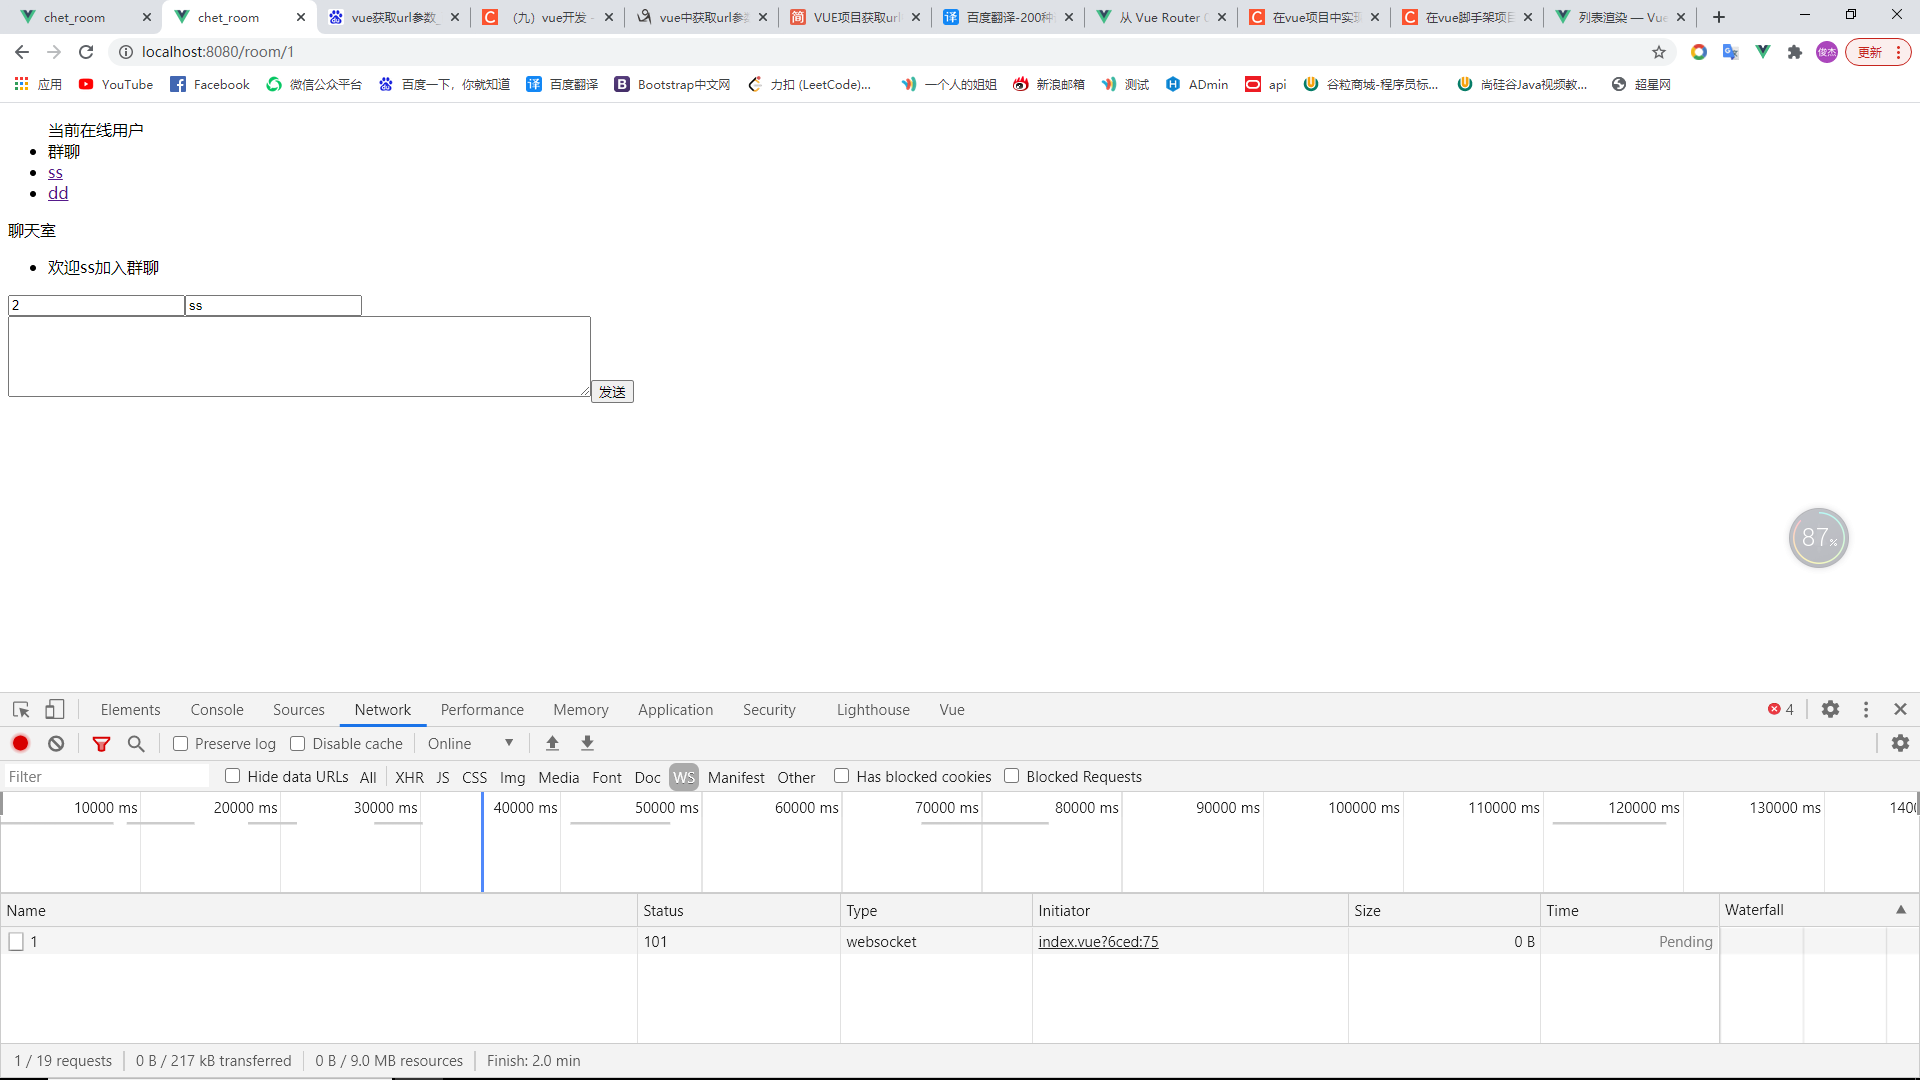 chet_room
chet_room
vue获取url参数_
（九）vue开发 -
vue中获取url参
VUE项目获取url
百度翻译-200种
从 Vue Router
在vue项目中实现
在vue脚手架项目
列表渲染 — Vue
localhost:8080/room/1
俊杰
更新
应用
YouTube
Facebook
微信公众平台
百度一下，你就知道
百度翻译
Bootstrap中文网
力扣 (LeetCode)...
一个人的姐姐
新浪邮箱
测试
ADmin
api
谷粒商城-程序员标...
尚硅谷Java视频教...
超星网
当前在线用户
群聊
ss
dd
聊天室
欢迎ss加入群聊
2
ss
发送
87%
Elements Console Sources Network Performance Memory Application Security Lighthouse Vue 4
Preserve log Disable cache Online
Filter Hide data URLs All XHR JS CSS Img Media Font Doc WS Manifest Other Has blocked cookies Blocked Requests
10000 ms 20000 ms 30000 ms 40000 ms 50000 ms 60000 ms 70000 ms 80000 ms 90000 ms 100000 ms 110000 ms 120000 ms 130000 ms 1400
Name Status Type Initiator Size Time Waterfall
1 101 websocket index.vue?6ced:75 0 B Pending
1 / 19 requests 0 B / 217 kB transferred 0 B / 9.0 MB resources Finish: 2.0 min